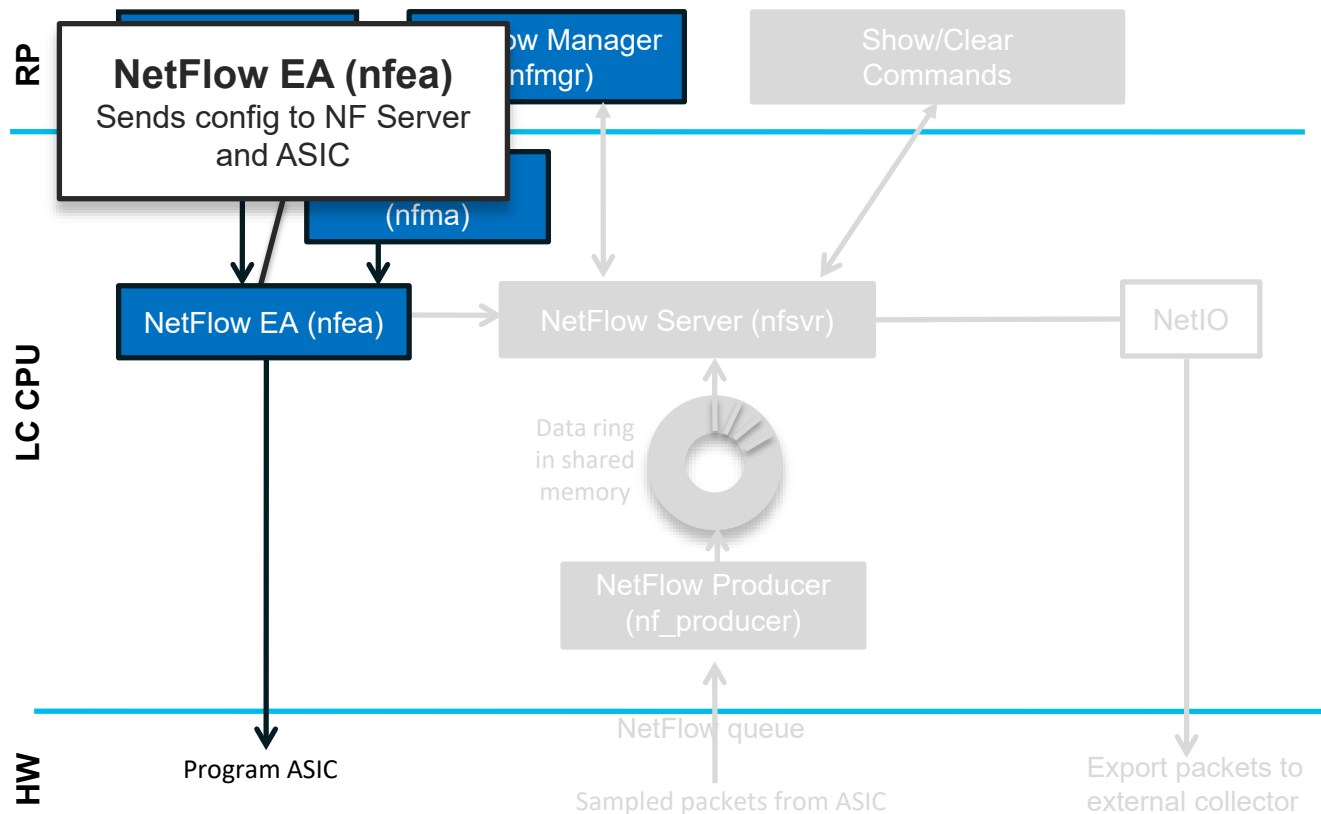 RP
ow Manager
nfmgr)
Show/Clear
Commands
NetFlow EA (nfea)
Sends config to NF Server
and ASIC
LC CPU
(nfma)
NetFlow EA (nfea)
NetFlow Server (nfsvr)
NetIO
Data ring
in shared
memory
NetFlow Producer
(nf_producer)
HW
NetFlow queue
Program ASIC
Sampled packets from ASIC
Export packets to
external collector